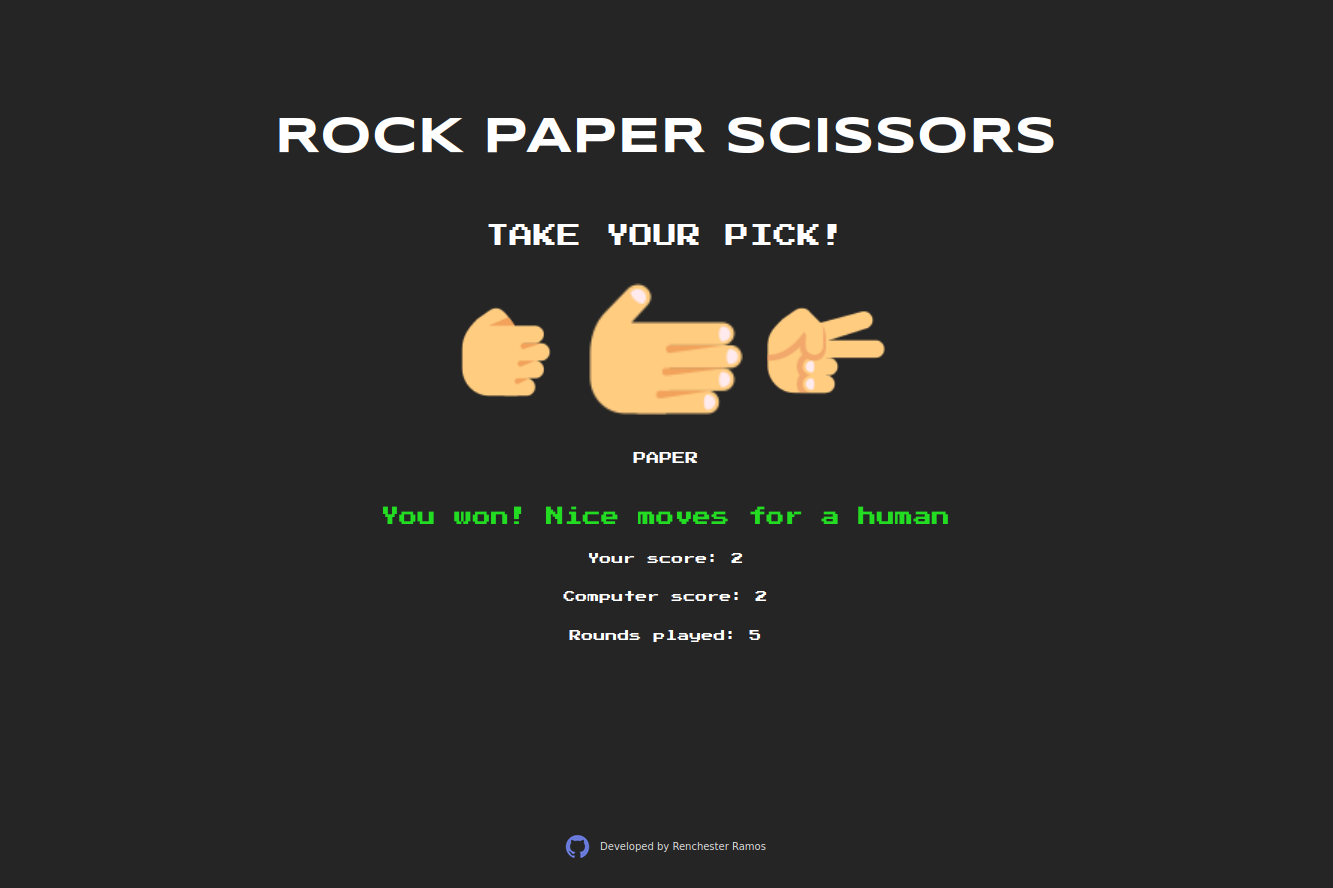 ROCK PAPER SCISSORS
TAKE YOUR PICK!
PAPER
You won! Nice moves for a human
Your score: 2
Computer score: 2
Rounds played: 5
Developed by Renchester Ramos